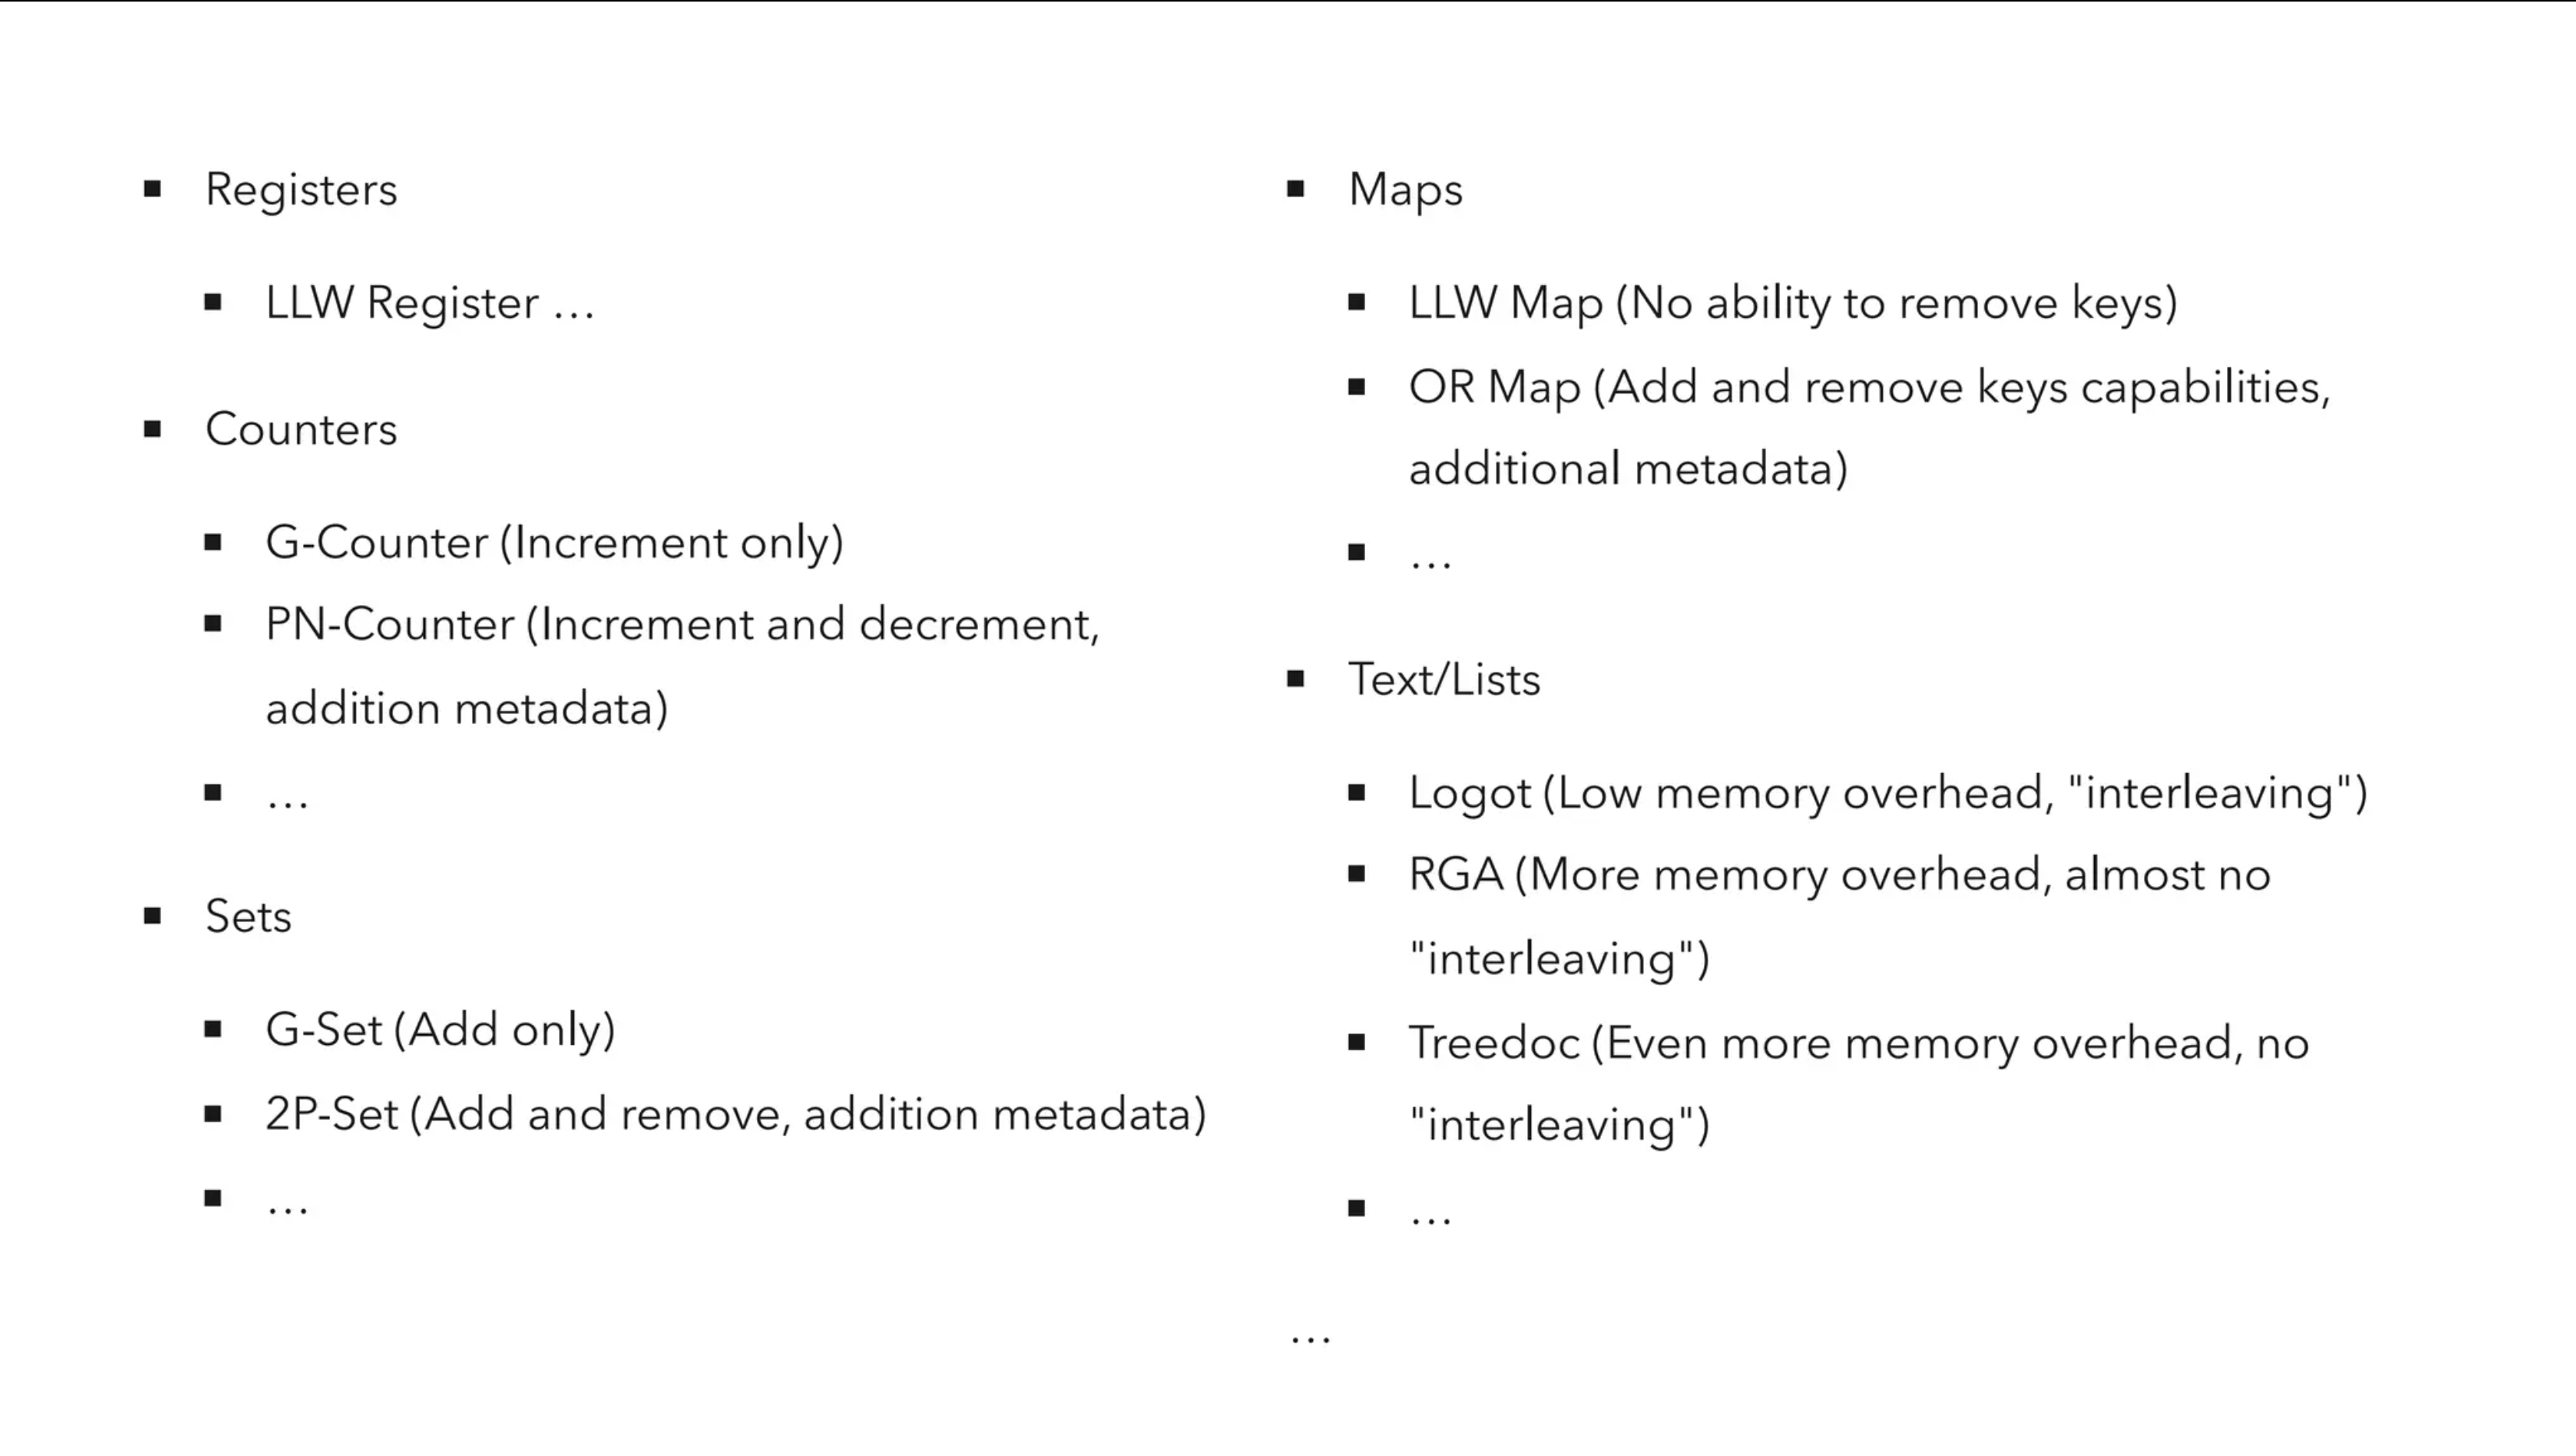 Registers
LLW Register …
Counters
G-Counter (Increment only)
PN-Counter (Increment and decrement,
addition metadata)
…
Sets
G-Set (Add only)
2P-Set (Add and remove, addition metadata)
…
Maps
LLW Map (No ability to remove keys)
OR Map (Add and remove keys capabilities,
additional metadata)
…
Text/Lists
Logot (Low memory overhead, "interleaving")
RGA (More memory overhead, almost no
"interleaving")
Treedoc (Even more memory overhead, no
"interleaving")
…
…